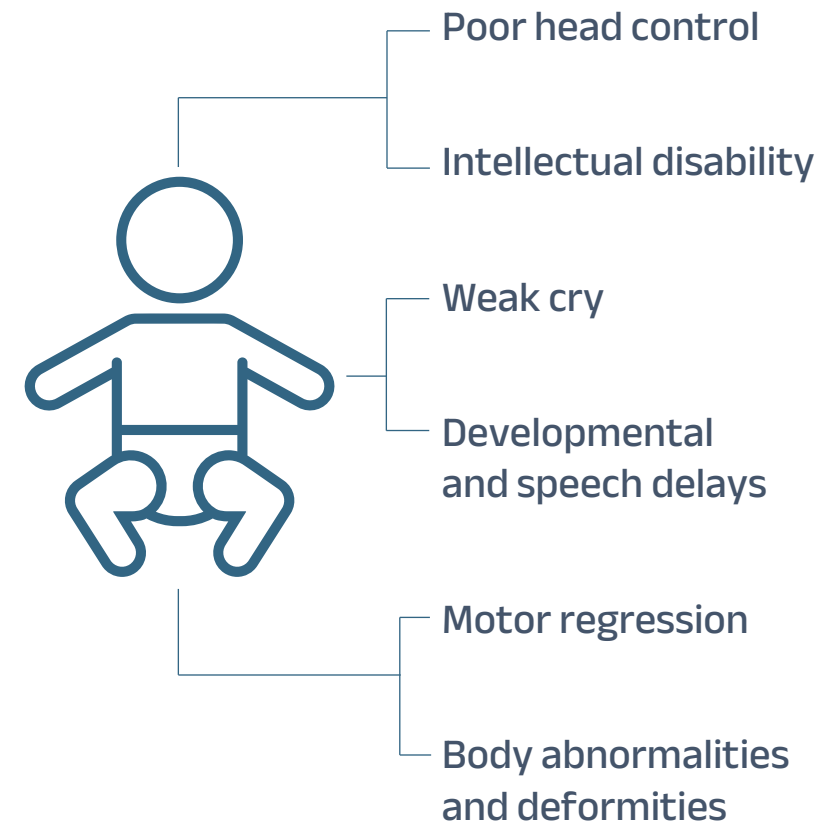 Poor head control
Intellectual disability
Weak cry
Developmental
and speech delays
Motor regression
Body abnormalities
and deformities